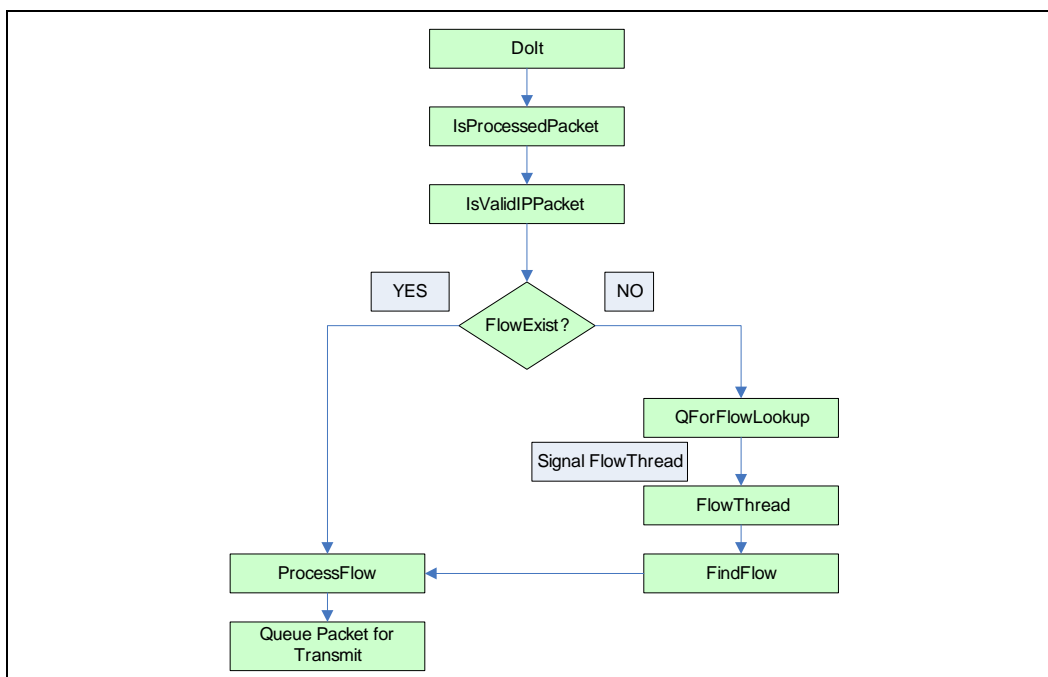 DoIt
IsProcessedPacket
IsValidIPPacket
YES
NO
FlowExist?
QForFlowLookup
Signal FlowThread
FlowThread
ProcessFlow
FindFlow
Queue Packet for
Transmit